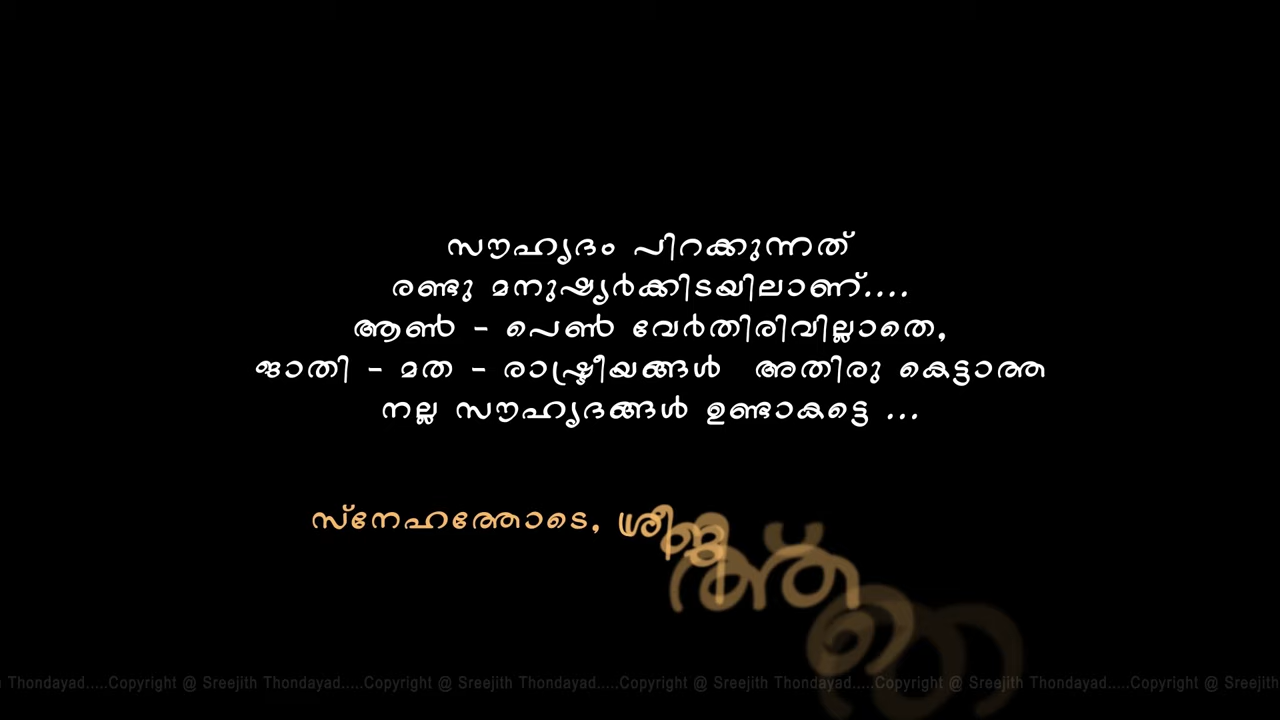 സൗഹൃദം പിറക്കുന്നത്
രണ്ടു മനുഷ്യർക്കിടയിലാണ്....
ആൺ - പെൺ വേർതിരിവില്ലാതെ,
ജാതി - മത - രാഷ്ട്രീയങ്ങൾ അതിരു കെട്ടാത്ത
നല്ല സൗഹൃദങ്ങൾ ഉണ്ടാകട്ടെ ...
സ്നേഹത്തോടെ,
Thondayad.....Copyright @ Sreejith Thondayad.....Copyright @ Sreejith Thondayad.....Copyright @ Sreejith Thondayad.....Copyright @ Sreejith Thondayad.....Copyright @ Sreejith